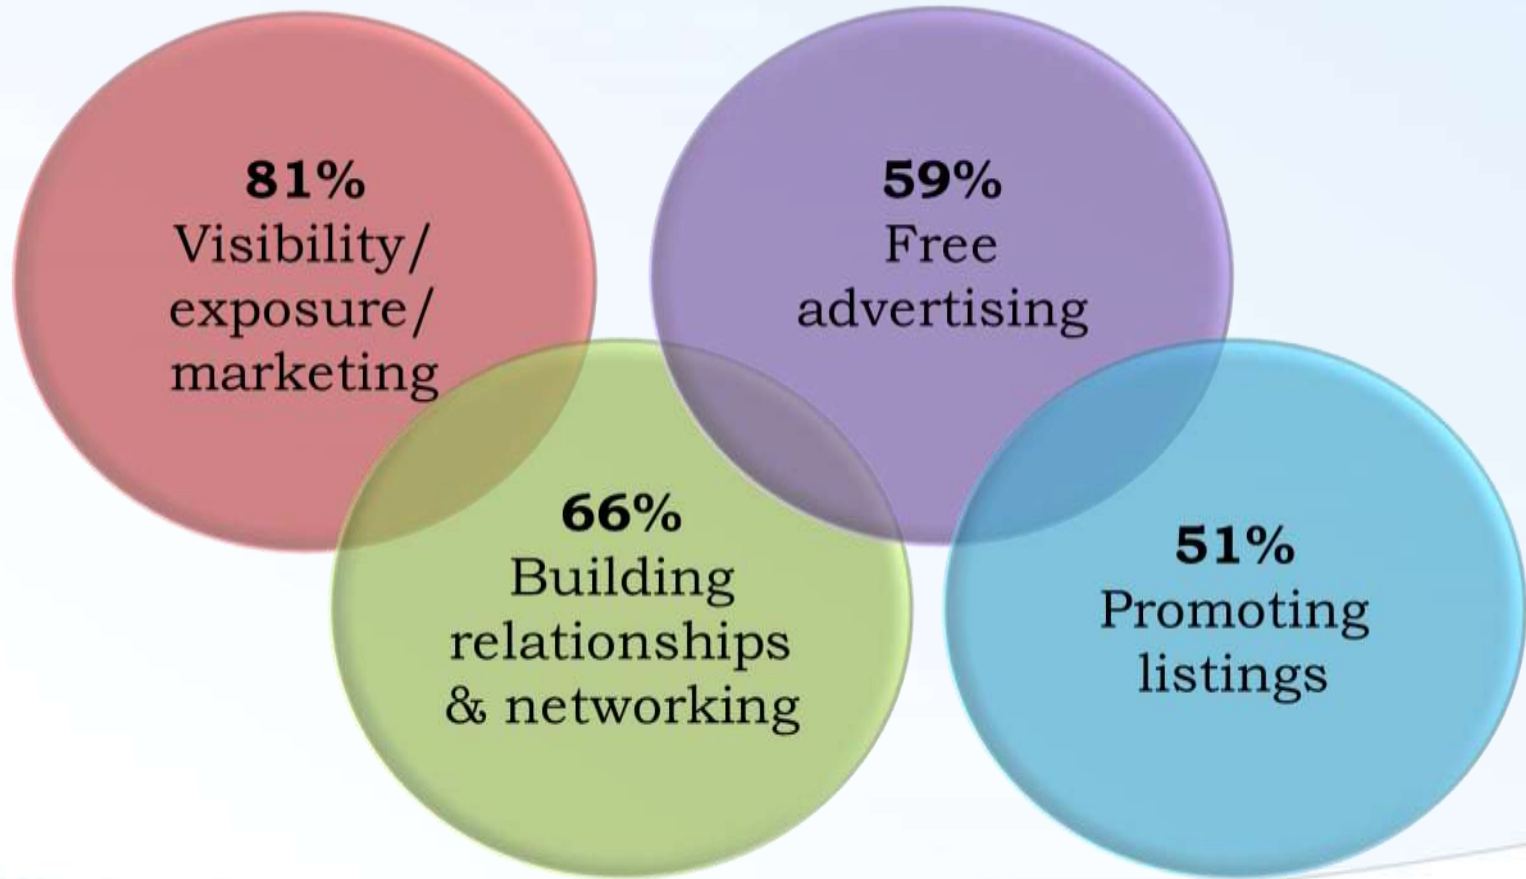 81%
Visibility/
exposure/
marketing
59%
Free
advertising
66%
Building
relationships
& networking
51%
Promoting
listings